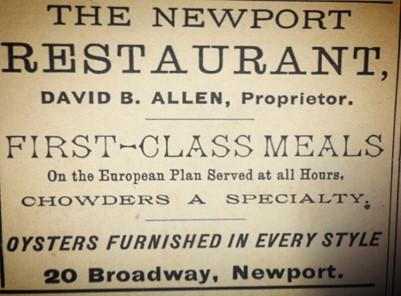 THE NEWPORT
RESTAURANT,
DAVID B. ALLEN, Proprietor.
FIRST-CLASS MEALS
On the European Plan Served at all Hours.
CHOWDERS A SPECIALTY.
OYSTERS FURNISHED IN EVERY STYLE
20 Broadway, Newport.